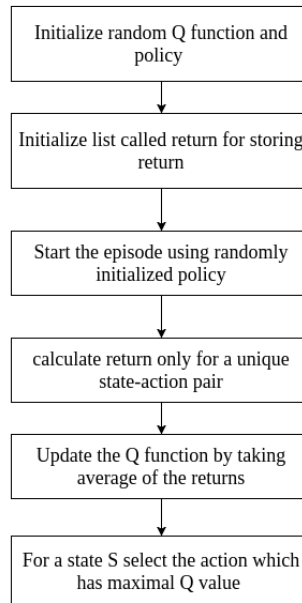 Initialize random Q function and
policy
Initialize list called return for storing
return
Start the episode using randomly
initialized policy
calculate return only for a unique
state-action pair
Update the Q function by taking
average of the returns
For a state S select the action which
has maximal Q value